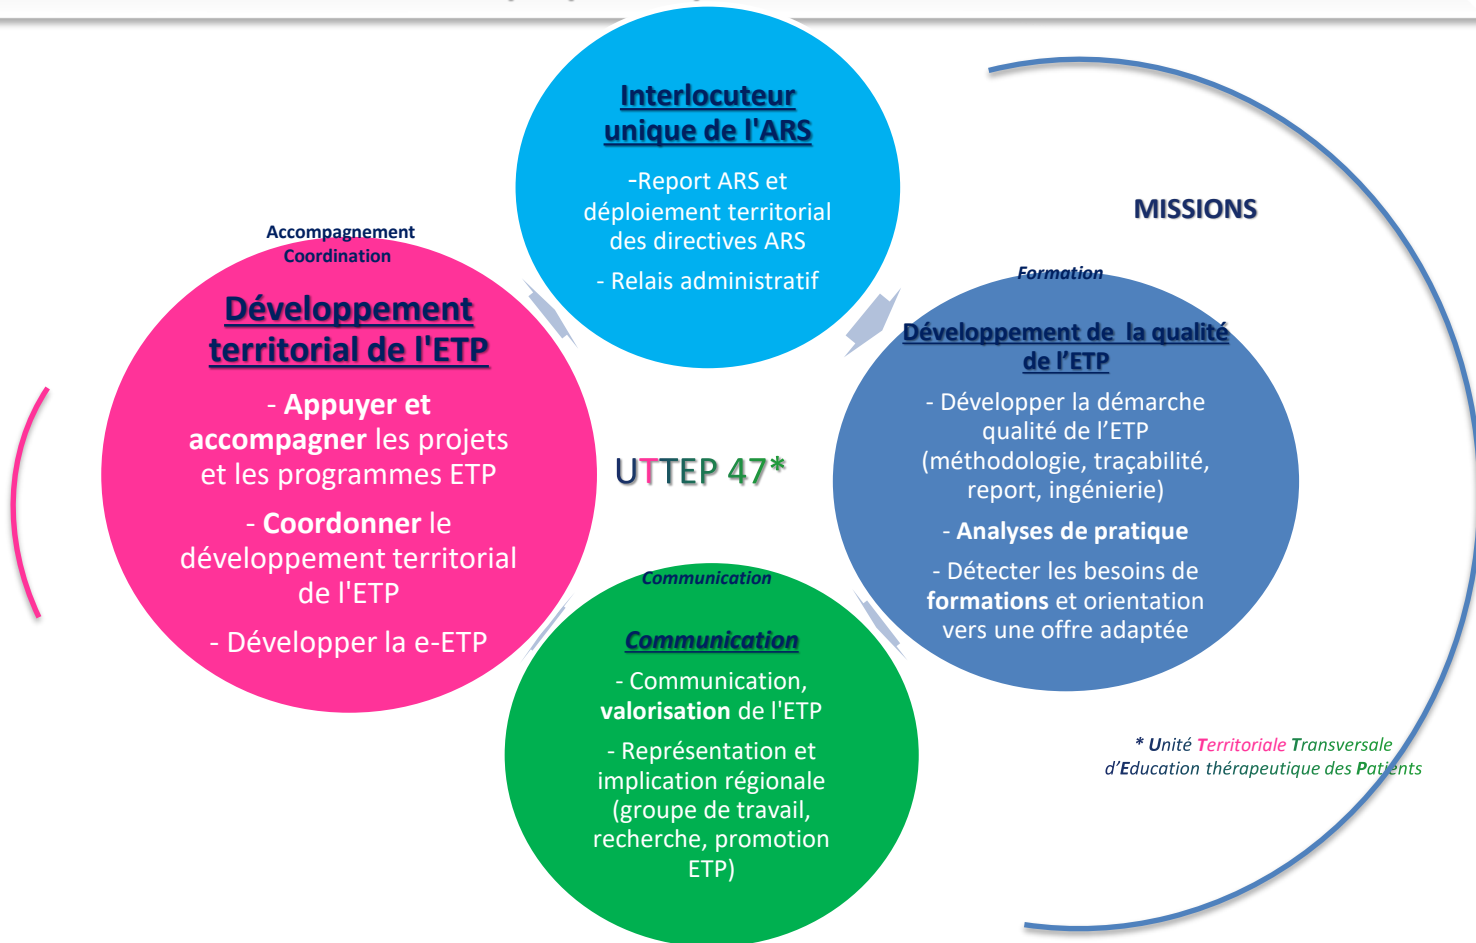 Interlocuteur
unique de l'ARS
-Report ARS et
déploiement territorial
des directives ARS
- Relais administratif
MISSIONS
Accompagnement
Coordination
Développement
territorial de l'ETP
- Appuyer et
accompagner les projets
et les programmes ETP
- Coordonner le
développement territorial
de l'ETP
- Développer la e-ETP
UTTEP 47*
Formation
Développement de la qualité
de l’ETP
- Développer la démarche
qualité de l’ETP
(méthodologie, traçabilité,
report, ingénierie)
- Analyses de pratique
- Détecter les besoins de
formations et orientation
vers une offre adaptée
Communication
Communication
- Communication,
valorisation de l'ETP
- Représentation et
implication régionale
(groupe de travail,
recherche, promotion
ETP)
* Unité Territoriale Transversale
d’Education thérapeutique des Patients